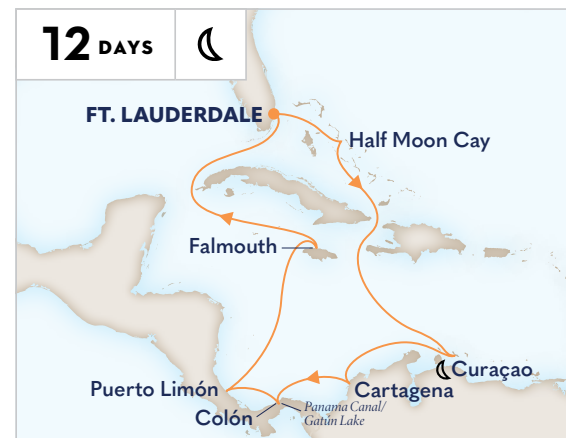 12 DAYS
FT. LAUDERDALE
Half Moon Cay
Falmouth
Curaçao
Puerto Limón
Cartagena
Colón
Panama Canal/
Gatún Lake